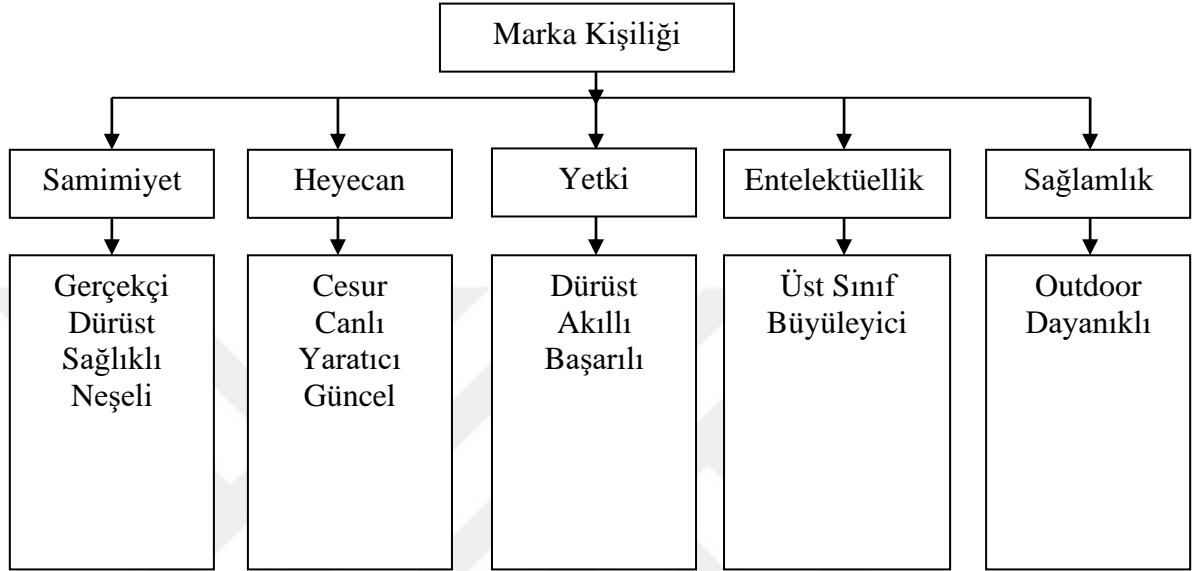 Marka Kişiliği
Samimiyet
Heyecan
Yetki
Entelektüellik
Sağlamlık
Gerçekçi
Dürüst
Sağlıklı
Neşeli
Cesur
Canlı
Yaratıcı
Güncel
Dürüst
Akıllı
Başarılı
Üst Sınıf
Büyüleyici
Outdoor
Dayanıklı